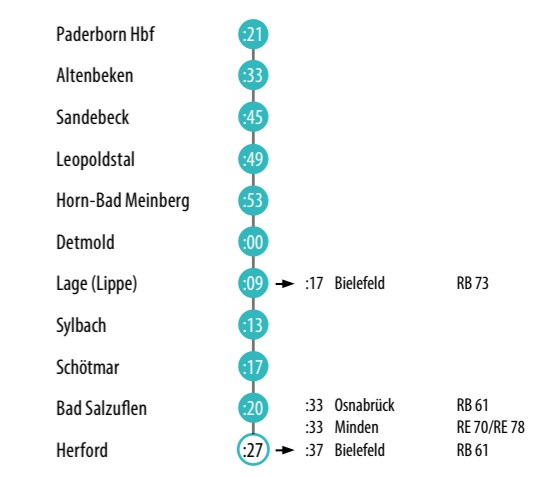 Paderborn Hbf :21
Altenbeken :33
Sandebeck :45
Leopoldstal :49
Horn-Bad Meinberg :53
Detmold :00
Lage (Lippe) :09 :17 Bielefeld RB 73
Sylbach :13
Schötmar :17
Bad Salzuflen :20 :33 Osnabrück RB 61
:33 Minden RE 70/RE 78
Herford :27 :37 Bielefeld RB 61